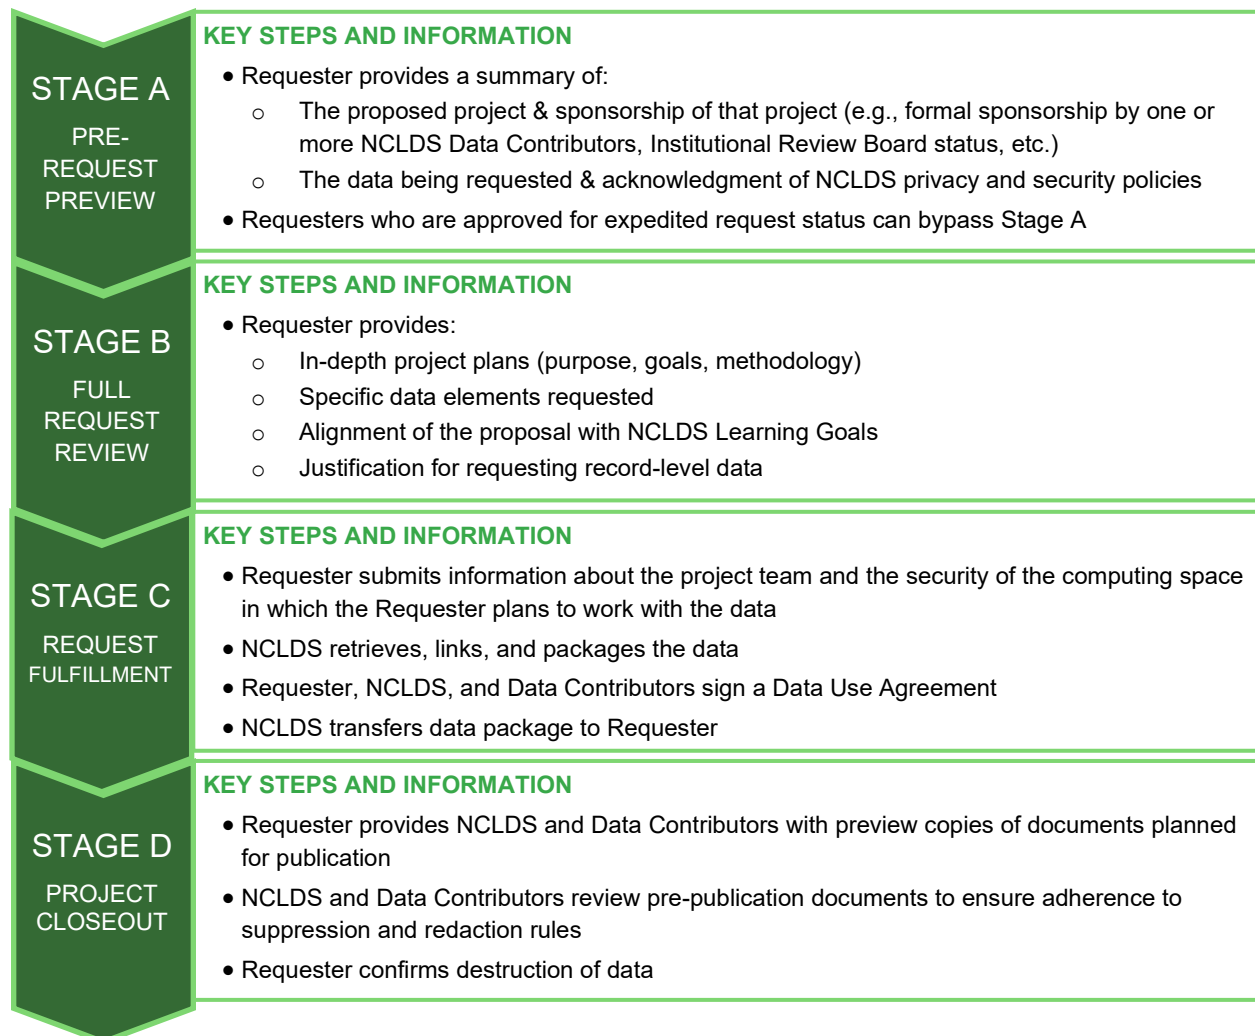 STAGE A
PRE-
REQUEST
PREVIEW
KEY STEPS AND INFORMATION
• Requester provides a summary of:
o The proposed project & sponsorship of that project (e.g., formal sponsorship by one or
more NCLDS Data Contributors, Institutional Review Board status, etc.)
o The data being requested & acknowledgment of NCLDS privacy and security policies
• Requesters who are approved for expedited request status can bypass Stage A
STAGE B
FULL
REQUEST
REVIEW
KEY STEPS AND INFORMATION
• Requester provides:
o In-depth project plans (purpose, goals, methodology)
o Specific data elements requested
o Alignment of the proposal with NCLDS Learning Goals
o Justification for requesting record-level data
STAGE C
REQUEST
FULFILLMENT
KEY STEPS AND INFORMATION
• Requester submits information about the project team and the security of the computing space
in which the Requester plans to work with the data
• NCLDS retrieves, links, and packages the data
• Requester, NCLDS, and Data Contributors sign a Data Use Agreement
• NCLDS transfers data package to Requester
STAGE D
PROJECT
CLOSEOUT
KEY STEPS AND INFORMATION
• Requester provides NCLDS and Data Contributors with preview copies of documents planned
for publication
• NCLDS and Data Contributors review pre-publication documents to ensure adherence to
suppression and redaction rules
• Requester confirms destruction of data